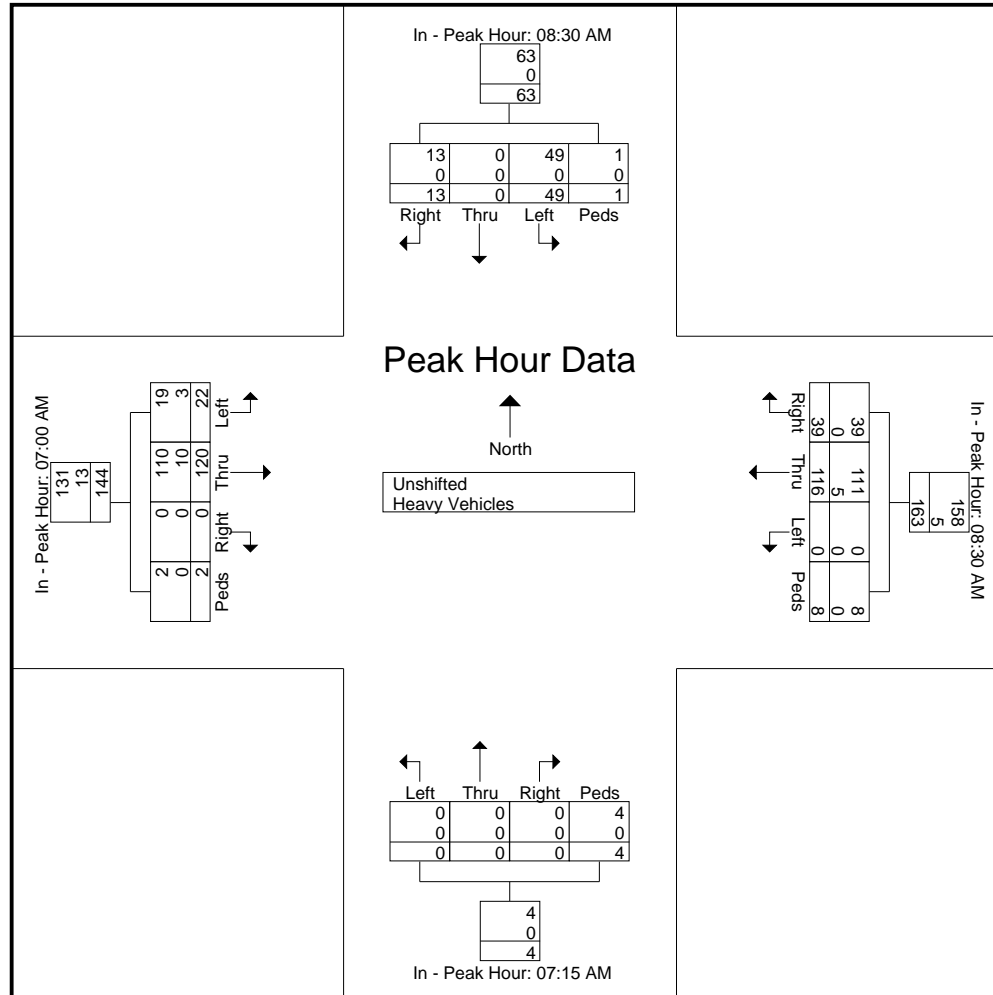 In - Peak Hour: 08:30 AM
63
0
63
13 0 49 1
0 0 0 0
13 0 49 1
Right Thru Left Peds
Peak Hour Data
North
Unshifted
Heavy Vehicles
In - Peak Hour: 07:00 AM
131
13
144
19 110 0 2
3 10 0 0
22 120 0 2
Left Thru Right Peds
In - Peak Hour: 08:30 AM
158
5
163
39 111 0 8
0 5 0 0
39 116 0 8
Right Thru Left Peds
Left Thru Right Peds
0 0 0 4
0 0 0 0
0 0 0 4
4
0
4
In - Peak Hour: 07:15 AM